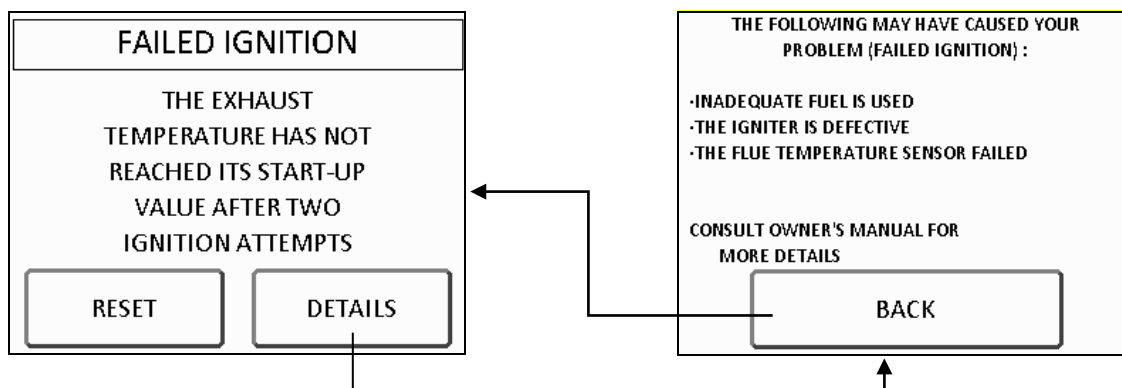 FAILED IGNITION
THE EXHAUST
TEMPERATURE HAS NOT
REACHED ITS START-UP
VALUE AFTER TWO
IGNITION ATTEMPTS
RESET
DETAILS
THE FOLLOWING MAY HAVE CAUSED YOUR
PROBLEM (FAILED IGNITION) :
·INADEQUATE FUEL IS USED
·THE IGNITER IS DEFECTIVE
·THE FLUE TEMPERATURE SENSOR FAILED
CONSULT OWNER'S MANUAL FOR
MORE DETAILS
BACK